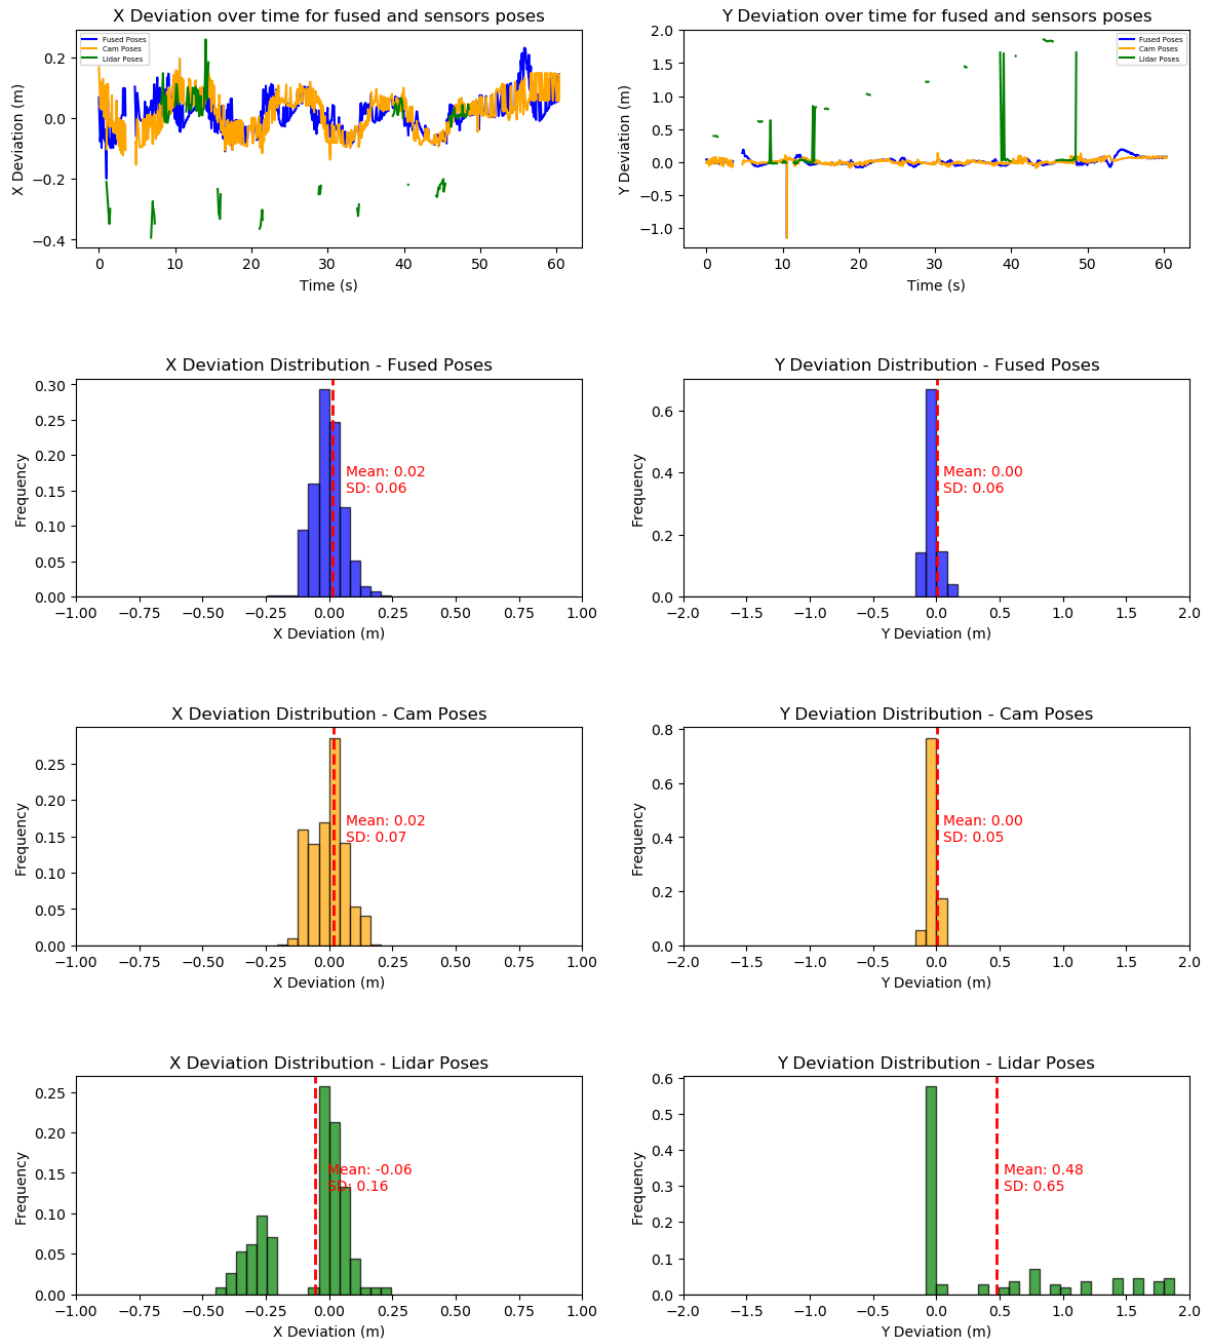 X Deviation over time for fused and sensors poses
Fused Poses
Cam Poses
Lidar Poses
0.2
0.0
−0.2
−0.4
X Deviation (m)
0 10 20 30 40 50 60
Time (s)
Y Deviation over time for fused and sensors poses
Fused Poses
Cam Poses
Lidar Poses
2.0
1.5
1.0
0.5
0.0
−0.5
−1.0
Y Deviation (m)
0 10 20 30 40 50 60
Time (s)
X Deviation Distribution - Fused Poses
0.30
0.25
0.20
0.15
0.10
0.05
0.00
Frequency
Mean: 0.02
SD: 0.06
−1.00 −0.75 −0.50 −0.25 0.00 0.25 0.50 0.75 1.00
X Deviation (m)
Y Deviation Distribution - Fused Poses
0.6
0.4
0.2
0.0
Frequency
Mean: 0.00
SD: 0.06
−2.0 −1.5 −1.0 −0.5 0.0 0.5 1.0 1.5 2.0
Y Deviation (m)
X Deviation Distribution - Cam Poses
0.25
0.20
0.15
0.10
0.05
0.00
Frequency
Mean: 0.02
SD: 0.07
−1.00 −0.75 −0.50 −0.25 0.00 0.25 0.50 0.75 1.00
X Deviation (m)
Y Deviation Distribution - Cam Poses
0.8
0.6
0.4
0.2
0.0
Frequency
Mean: 0.00
SD: 0.05
−2.0 −1.5 −1.0 −0.5 0.0 0.5 1.0 1.5 2.0
Y Deviation (m)
X Deviation Distribution - Lidar Poses
0.25
0.20
0.15
0.10
0.05
0.00
Frequency
Mean: -0.06
SD: 0.16
−1.00 −0.75 −0.50 −0.25 0.00 0.25 0.50 0.75 1.00
X Deviation (m)
Y Deviation Distribution - Lidar Poses
0.6
0.5
0.4
0.3
0.2
0.1
0.0
Frequency
Mean: 0.48
SD: 0.65
−2.0 −1.5 −1.0 −0.5 0.0 0.5 1.0 1.5 2.0
Y Deviation (m)